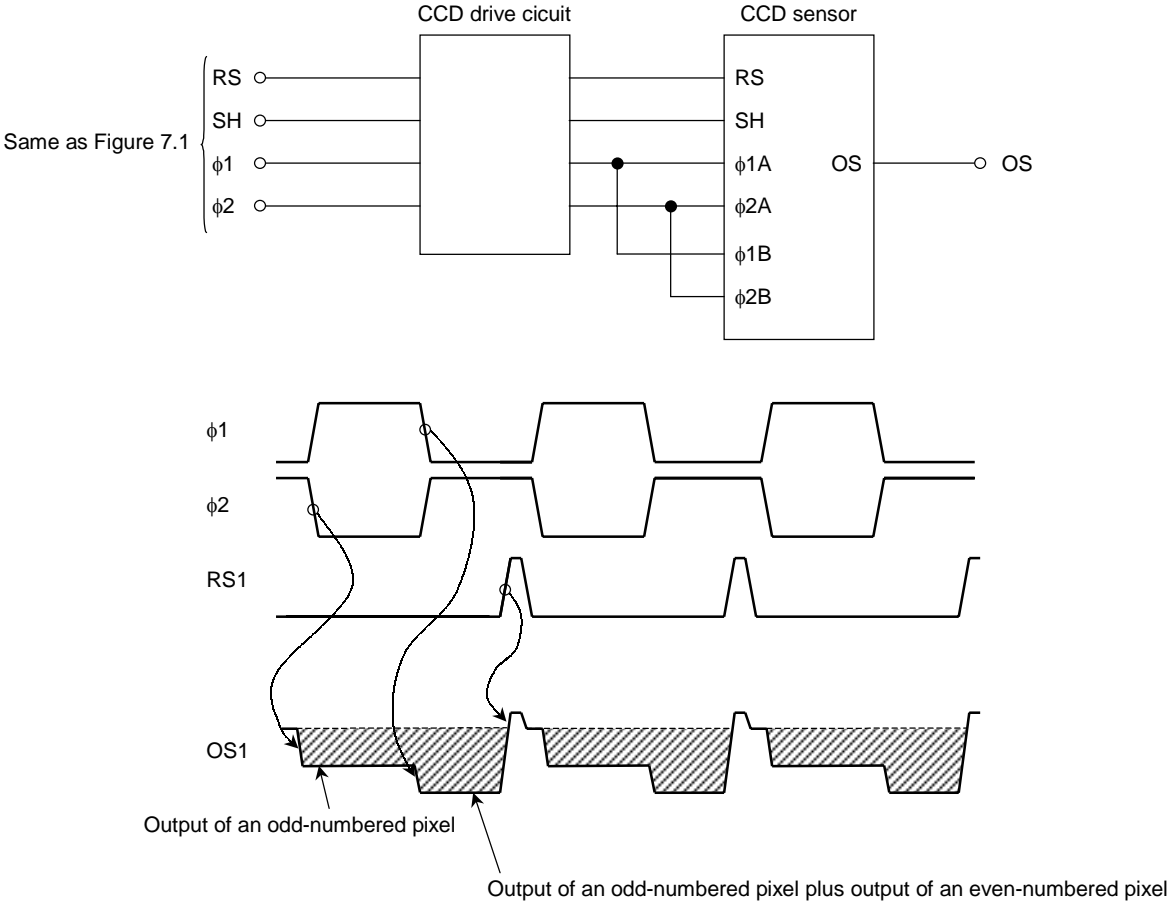 CCD drive cicuit
CCD sensor
Same as Figure 7.1
RS
SH
ϕ1
ϕ2
RS
SH
ϕ1A
ϕ2A
ϕ1B
ϕ2B
OS
OS
ϕ1
ϕ2
RS1
OS1
Output of an odd-numbered pixel
Output of an odd-numbered pixel plus output of an even-numbered pixel